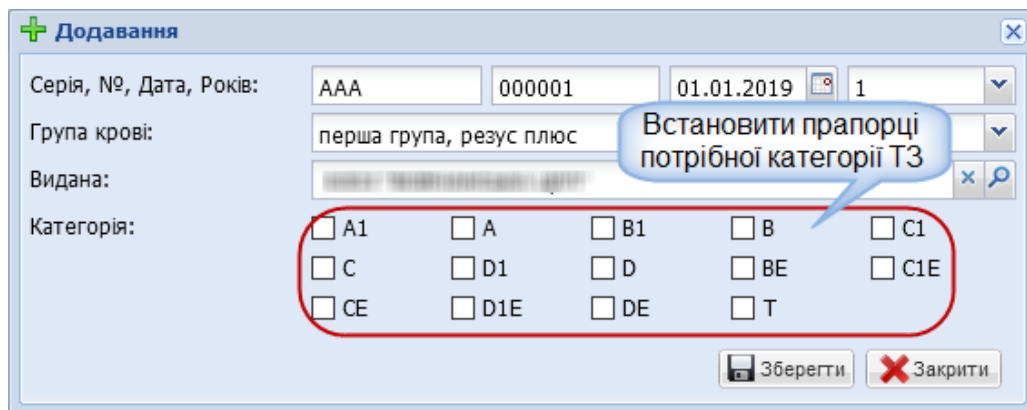 Додавання
Серія, №, Дата, Років: AAA 000001 01.01.2019 1
Група крові: перша група, резус плюс
Встановити прапорці
потрібної категорії ТЗ
Видана:
Категорія: A1 A B1 B C1
C D1 D BE C1E
CE D1E DE T
Зберегти Закрити